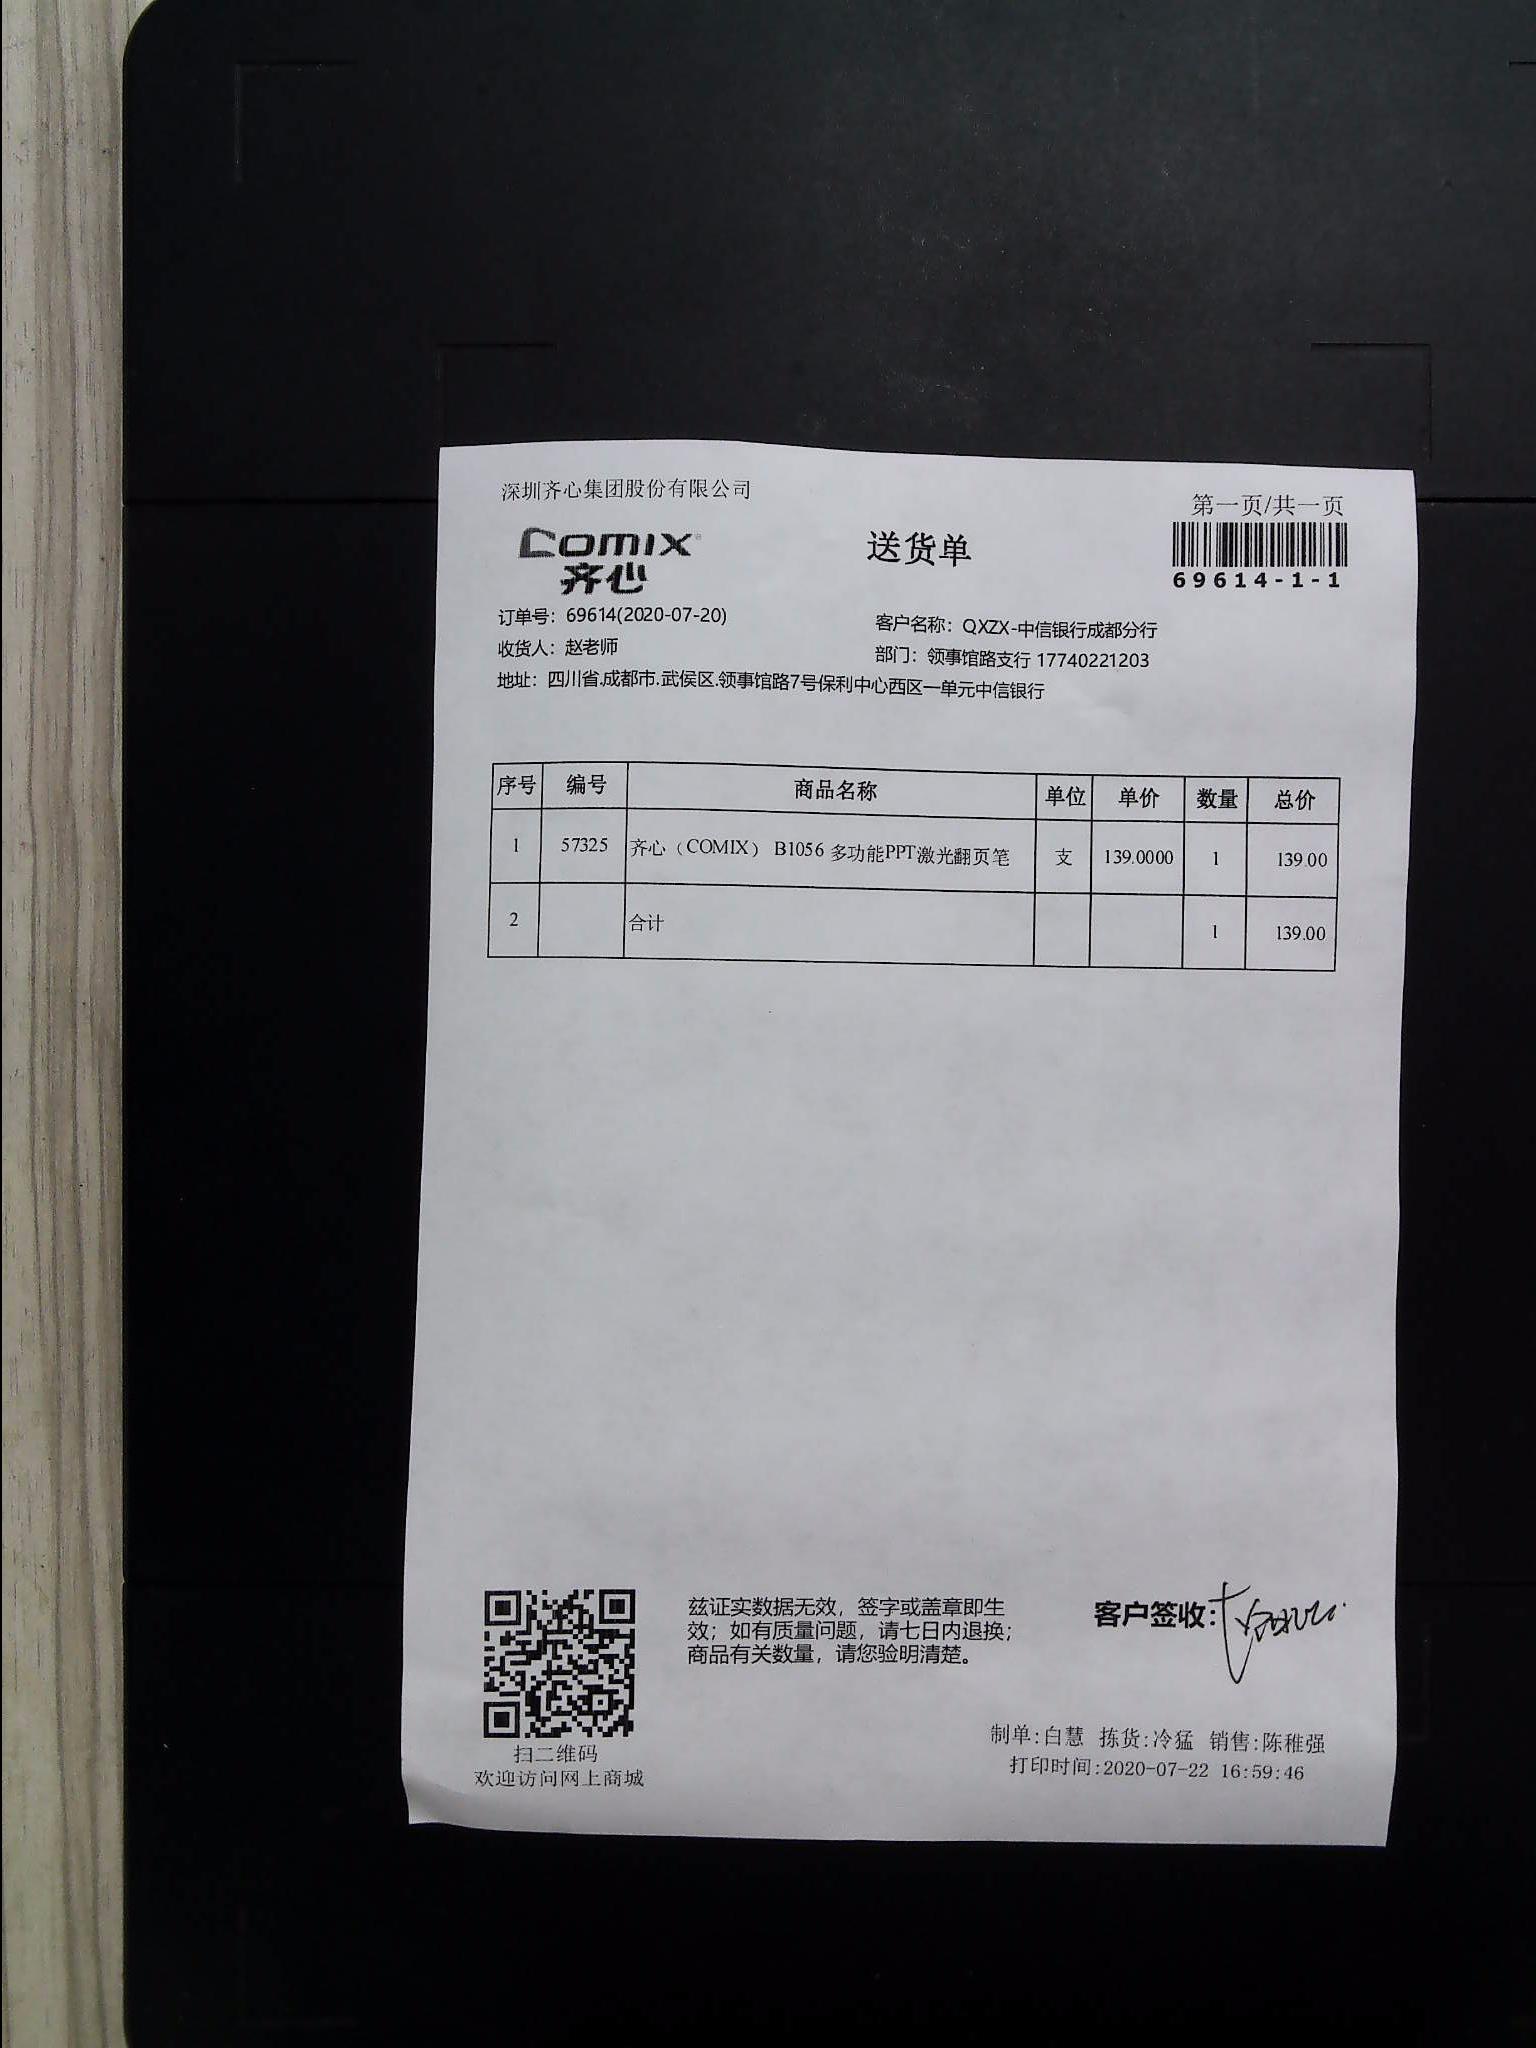 深圳齐心集团股份有限公司
第一页/共一页
COMIX
齐心
送货单
69614-1-1
订单号：69614(2020-07-20)
客户名称：QXZX-中信银行成都分行
收货人：赵老师
部门：领事馆路支行 17740221203
地址：四川省.成都市.武侯区.领事馆路7号保利中心西区一单元中信银行
序号 编号 商品名称 单位 单价 数量 总价
1 57325 齐心（COMIX） B1056 多功能PPT激光翻页笔 支 139.0000 1 139.00
2 合计 1 139.00
兹证实数据无效，签字或盖章即生
效；如有质量问题，请七日内退换；
商品有关数量，请您验明清楚。
客户签收：
扫二维码
欢迎访问网上商城
制单:白慧 拣货:冷猛 销售:陈稚强
打印时间:2020-07-22 16:59:46